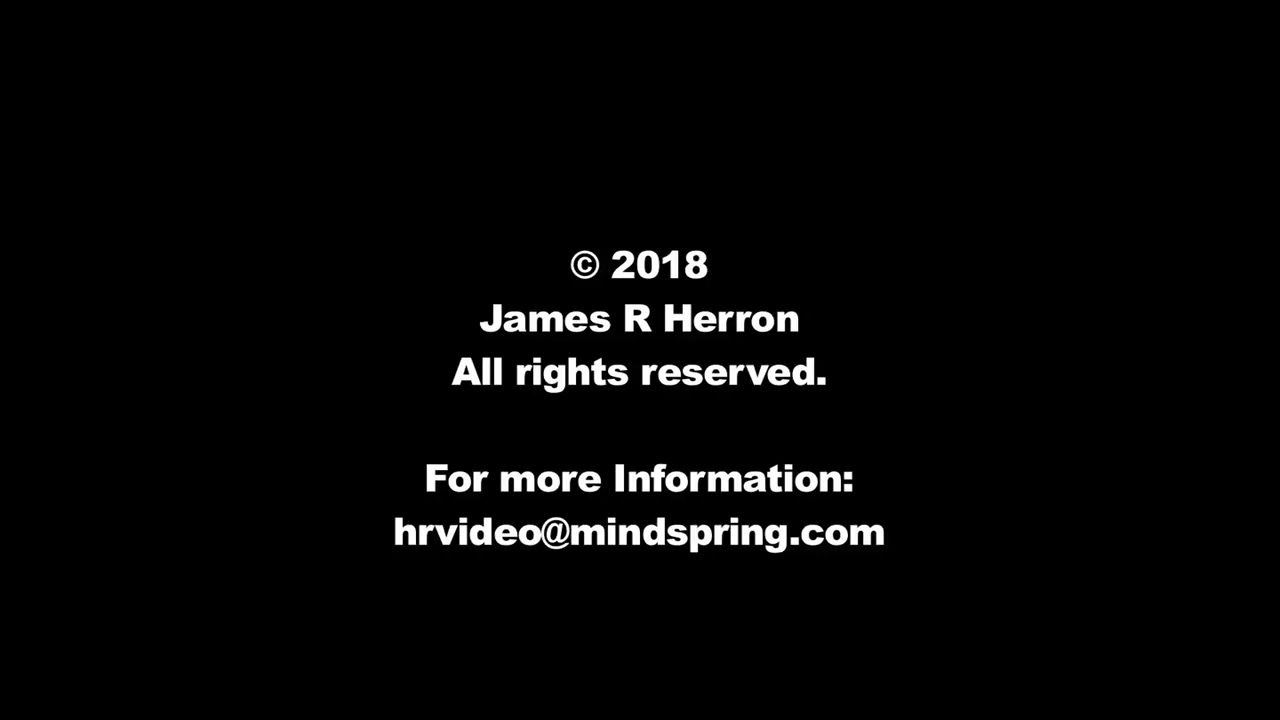 © 2018
James R Herron
All rights reserved.
For more Information:
hrvideo@mindspring.com